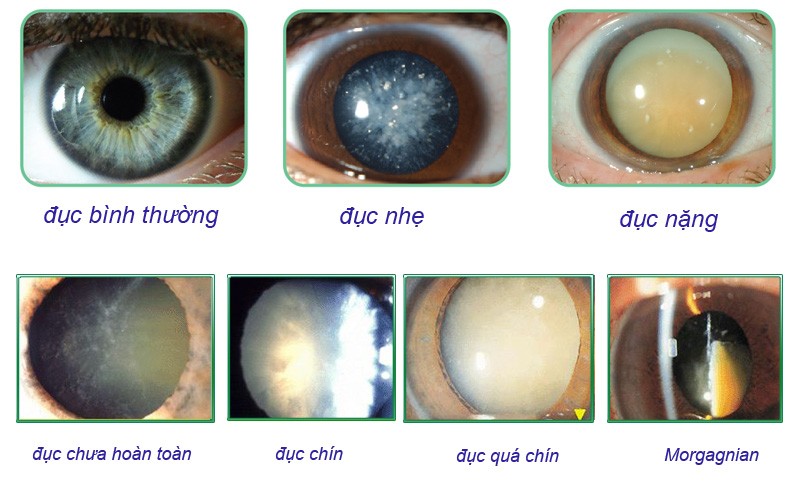 đục bình thường
đục nhẹ
đục nặng
đục chưa hoàn toàn
đục chín
đục quá chín
Morgagnian